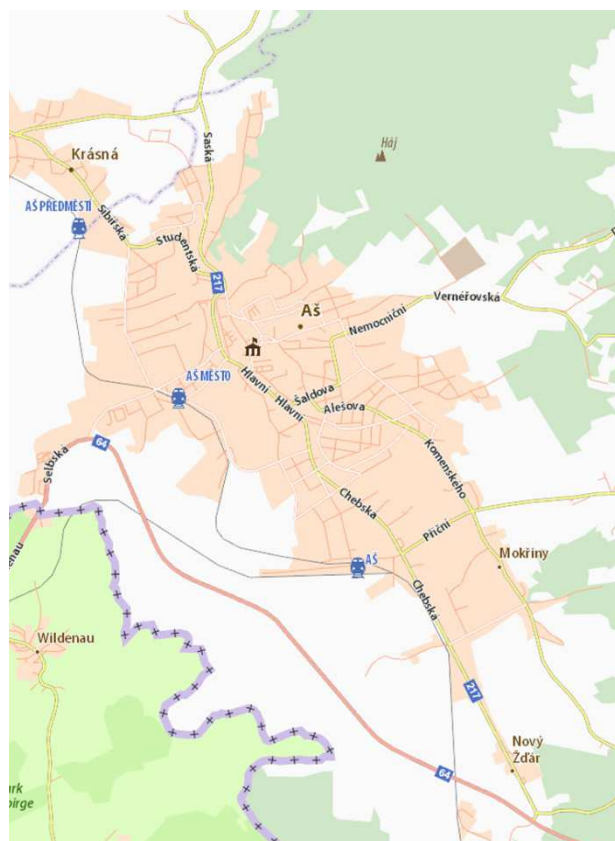 Háj
Saská
Krásná
AŠ PŘEDMĚSTÍ
Sibiřská
Studentská
217
Vernéřovská
Aš
Nemocniční
AŠ MĚSTO
Hlavní
Hlavní
Šaldova
Alešova
64
Selbská
Komenského
Chebská
Příční
Mokřiny
AŠ
Chebská
Wildenau
217
Nový
Žďár
64